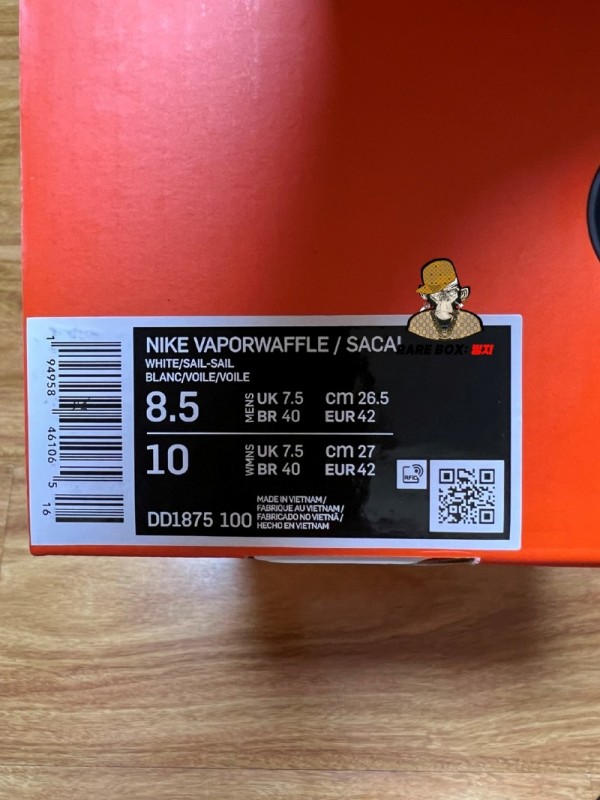 NIKE VAPORWAFFLE / SACAI
WHITE/SAIL-SAIL
BLANC/VOILE/VOILE
8.5 MENS UK 7.5 cm 26.5
BR 40 EUR 42
10 WMNS UK 7.5 cm 27
BR 40 EUR 42
DD1875 100
MADE IN VIETNAM /
FABRIQUE AU VIETNAM /
FABRICADO NO VIETNÃ /
HECHO EN VIETNAM
RFID
1 94958 46106 5
16
RARE BOX: